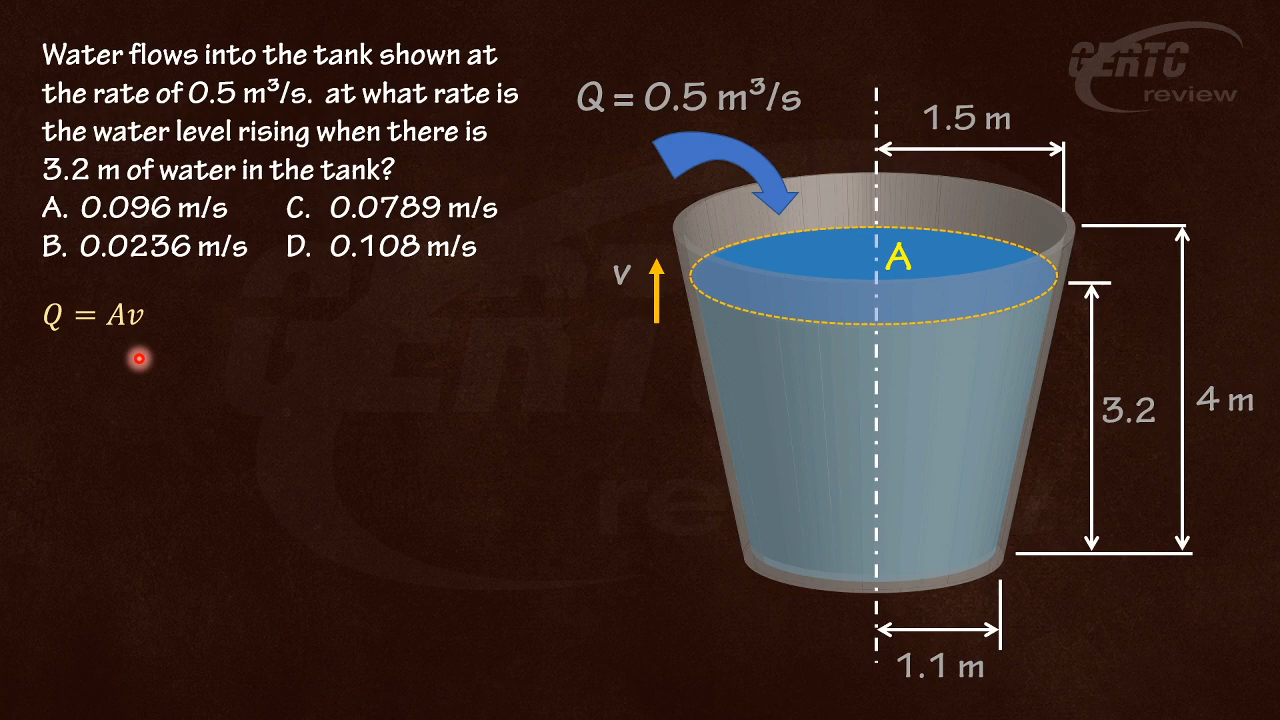 Water flows into the tank shown at
the rate of 0.5 m³/s. at what rate is
the water level rising when there is
3.2 m of water in the tank?
A. 0.096 m/s C. 0.0789 m/s
B. 0.0236 m/s D. 0.108 m/s
Q = Av
GERTC
review
Q = 0.5 m³/s
1.5 m
A
v
3.2
4 m
1.1 m